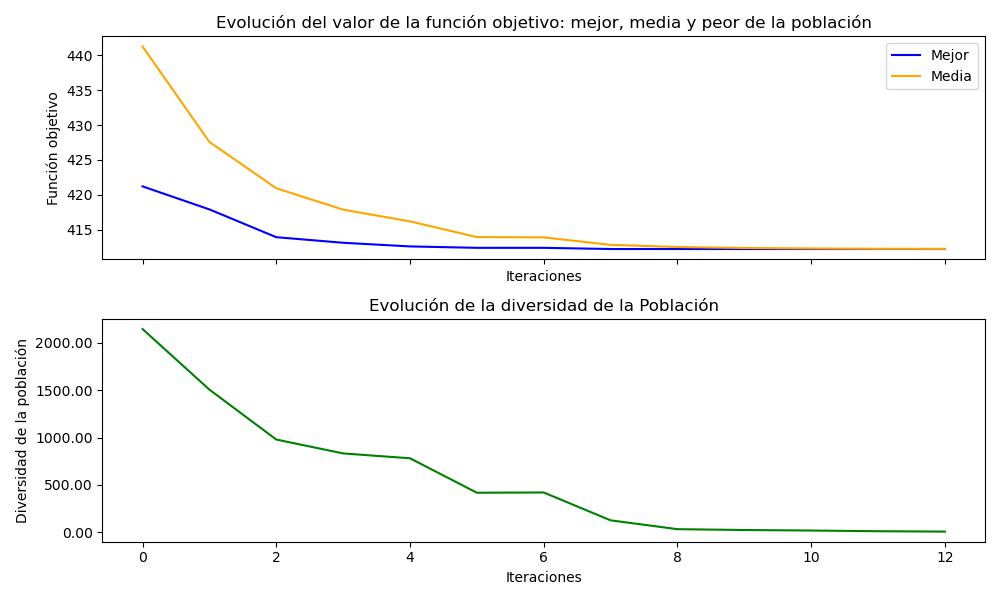 Evolución del valor de la función objetivo: mejor, media y peor de la población
Mejor
Media
440
435
430
425
420
415
Función objetivo
Iteraciones
Evolución de la diversidad de la Población
2000.00
1500.00
1000.00
500.00
0.00
Diversidad de la población
0 2 4 6 8 10 12
Iteraciones